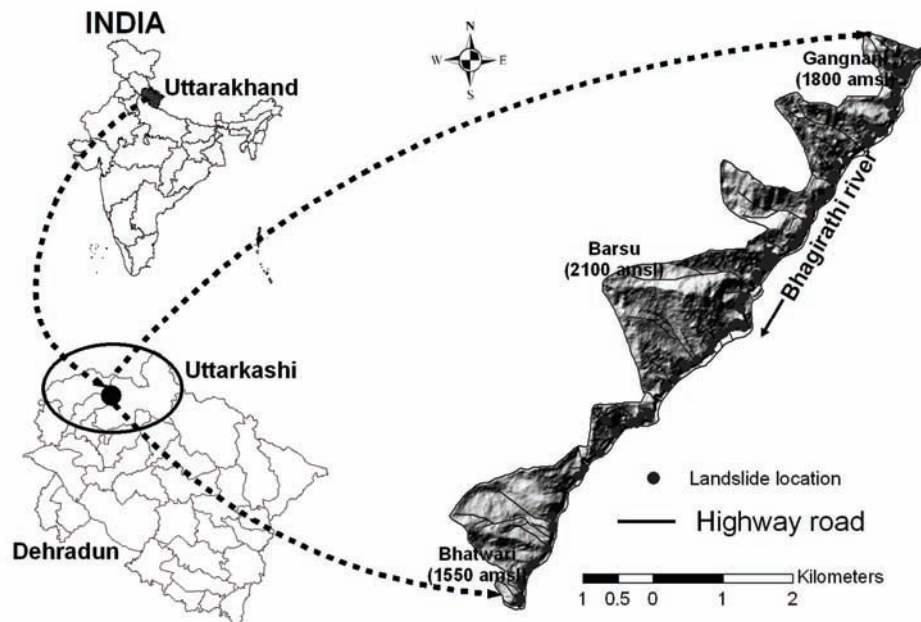 INDIA
Uttarakhand
N
W E
S
Gangnani
(1800 amsl)
Bhagirathi river
Barsu
(2100 amsl)
Uttarkashi
Landslide location
Highway road
Dehradun
Bhatwari
(1550 amsl)
Kilometers
1 0.5 0 1 2